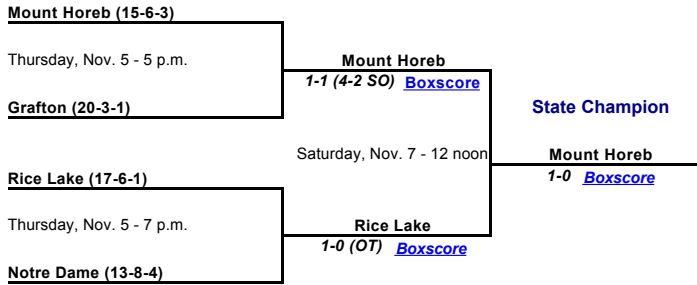 Mount Horeb (15-6-3)
Thursday, Nov. 5 - 5 p.m.
Mount Horeb
1-1 (4-2 SO) Boxscore
Grafton (20-3-1)
State Champion
Saturday, Nov. 7 - 12 noon
Mount Horeb
1-0 Boxscore
Rice Lake (17-6-1)
Thursday, Nov. 5 - 7 p.m.
Rice Lake
1-0 (OT) Boxscore
Notre Dame (13-8-4)